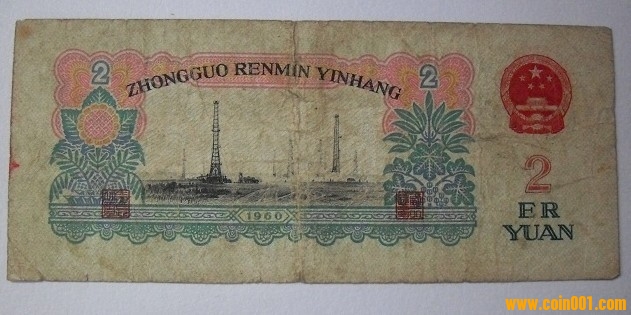 2
2
ZHONGGUO RENMIN YINHANG
1960
2
ER
YUAN
www.coin001.com